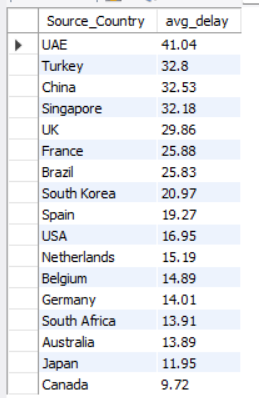 Source_Country avg_delay
UAE 41.04
Turkey 32.8
China 32.53
Singapore 32.18
UK 29.86
France 25.88
Brazil 25.83
South Korea 20.97
Spain 19.27
USA 16.95
Netherlands 15.19
Belgium 14.89
Germany 14.01
South Africa 13.91
Australia 13.89
Japan 11.95
Canada 9.72